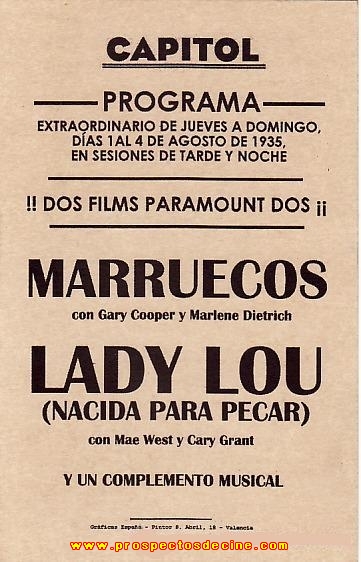 CAPITOL
PROGRAMA
EXTRAORDINARIO DE JUEVES A DOMINGO,
DÍAS 1 AL 4 DE AGOSTO DE 1935,
EN SESIONES DE TARDE Y NOCHE
!! DOS FILMS PARAMOUNT DOS ¡¡
MARRUECOS
con Gary Cooper y Marlene Dietrich
LADY LOU
(NACIDA PARA PECAR)
con Mae West y Cary Grant
Y UN COMPLEMENTO MUSICAL
Gráficas España - Pintor S. Abril, 18 - Valencia
www.prospectosdecine.com